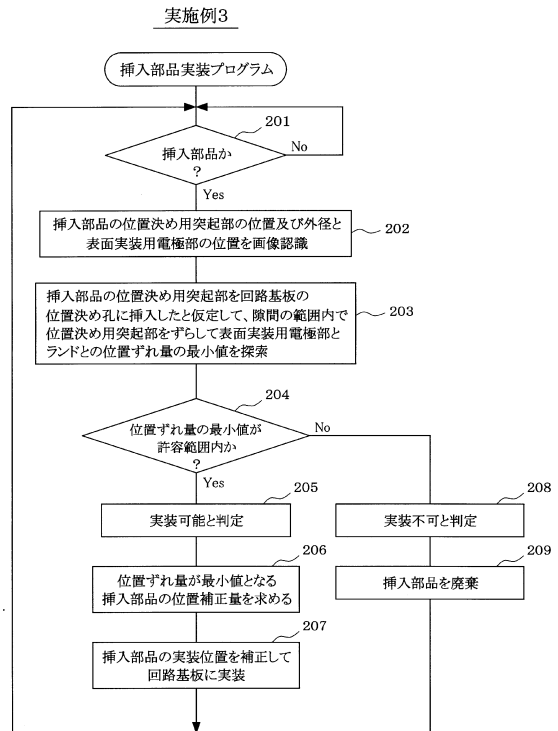 実施例3
挿入部品実装プログラム
201
挿入部品か
?
No
Yes
挿入部品の位置決め用突起部の位置及び外径と
表面実装用電極部の位置を画像認識
202
挿入部品の位置決め用突起部を回路基板の
位置決め孔に挿入したと仮定して、隙間の範囲内で
位置決め用突起部をずらして表面実装用電極部と
ランドとの位置ずれ量の最小値を探索
203
204
位置ずれ量の最小値が
許容範囲内か
?
No
Yes
205
実装可能と判定
208
実装不可と判定
206
位置ずれ量が最小値となる
挿入部品の位置補正量を求める
209
挿入部品を廃棄
207
挿入部品の実装位置を補正して
回路基板に実装